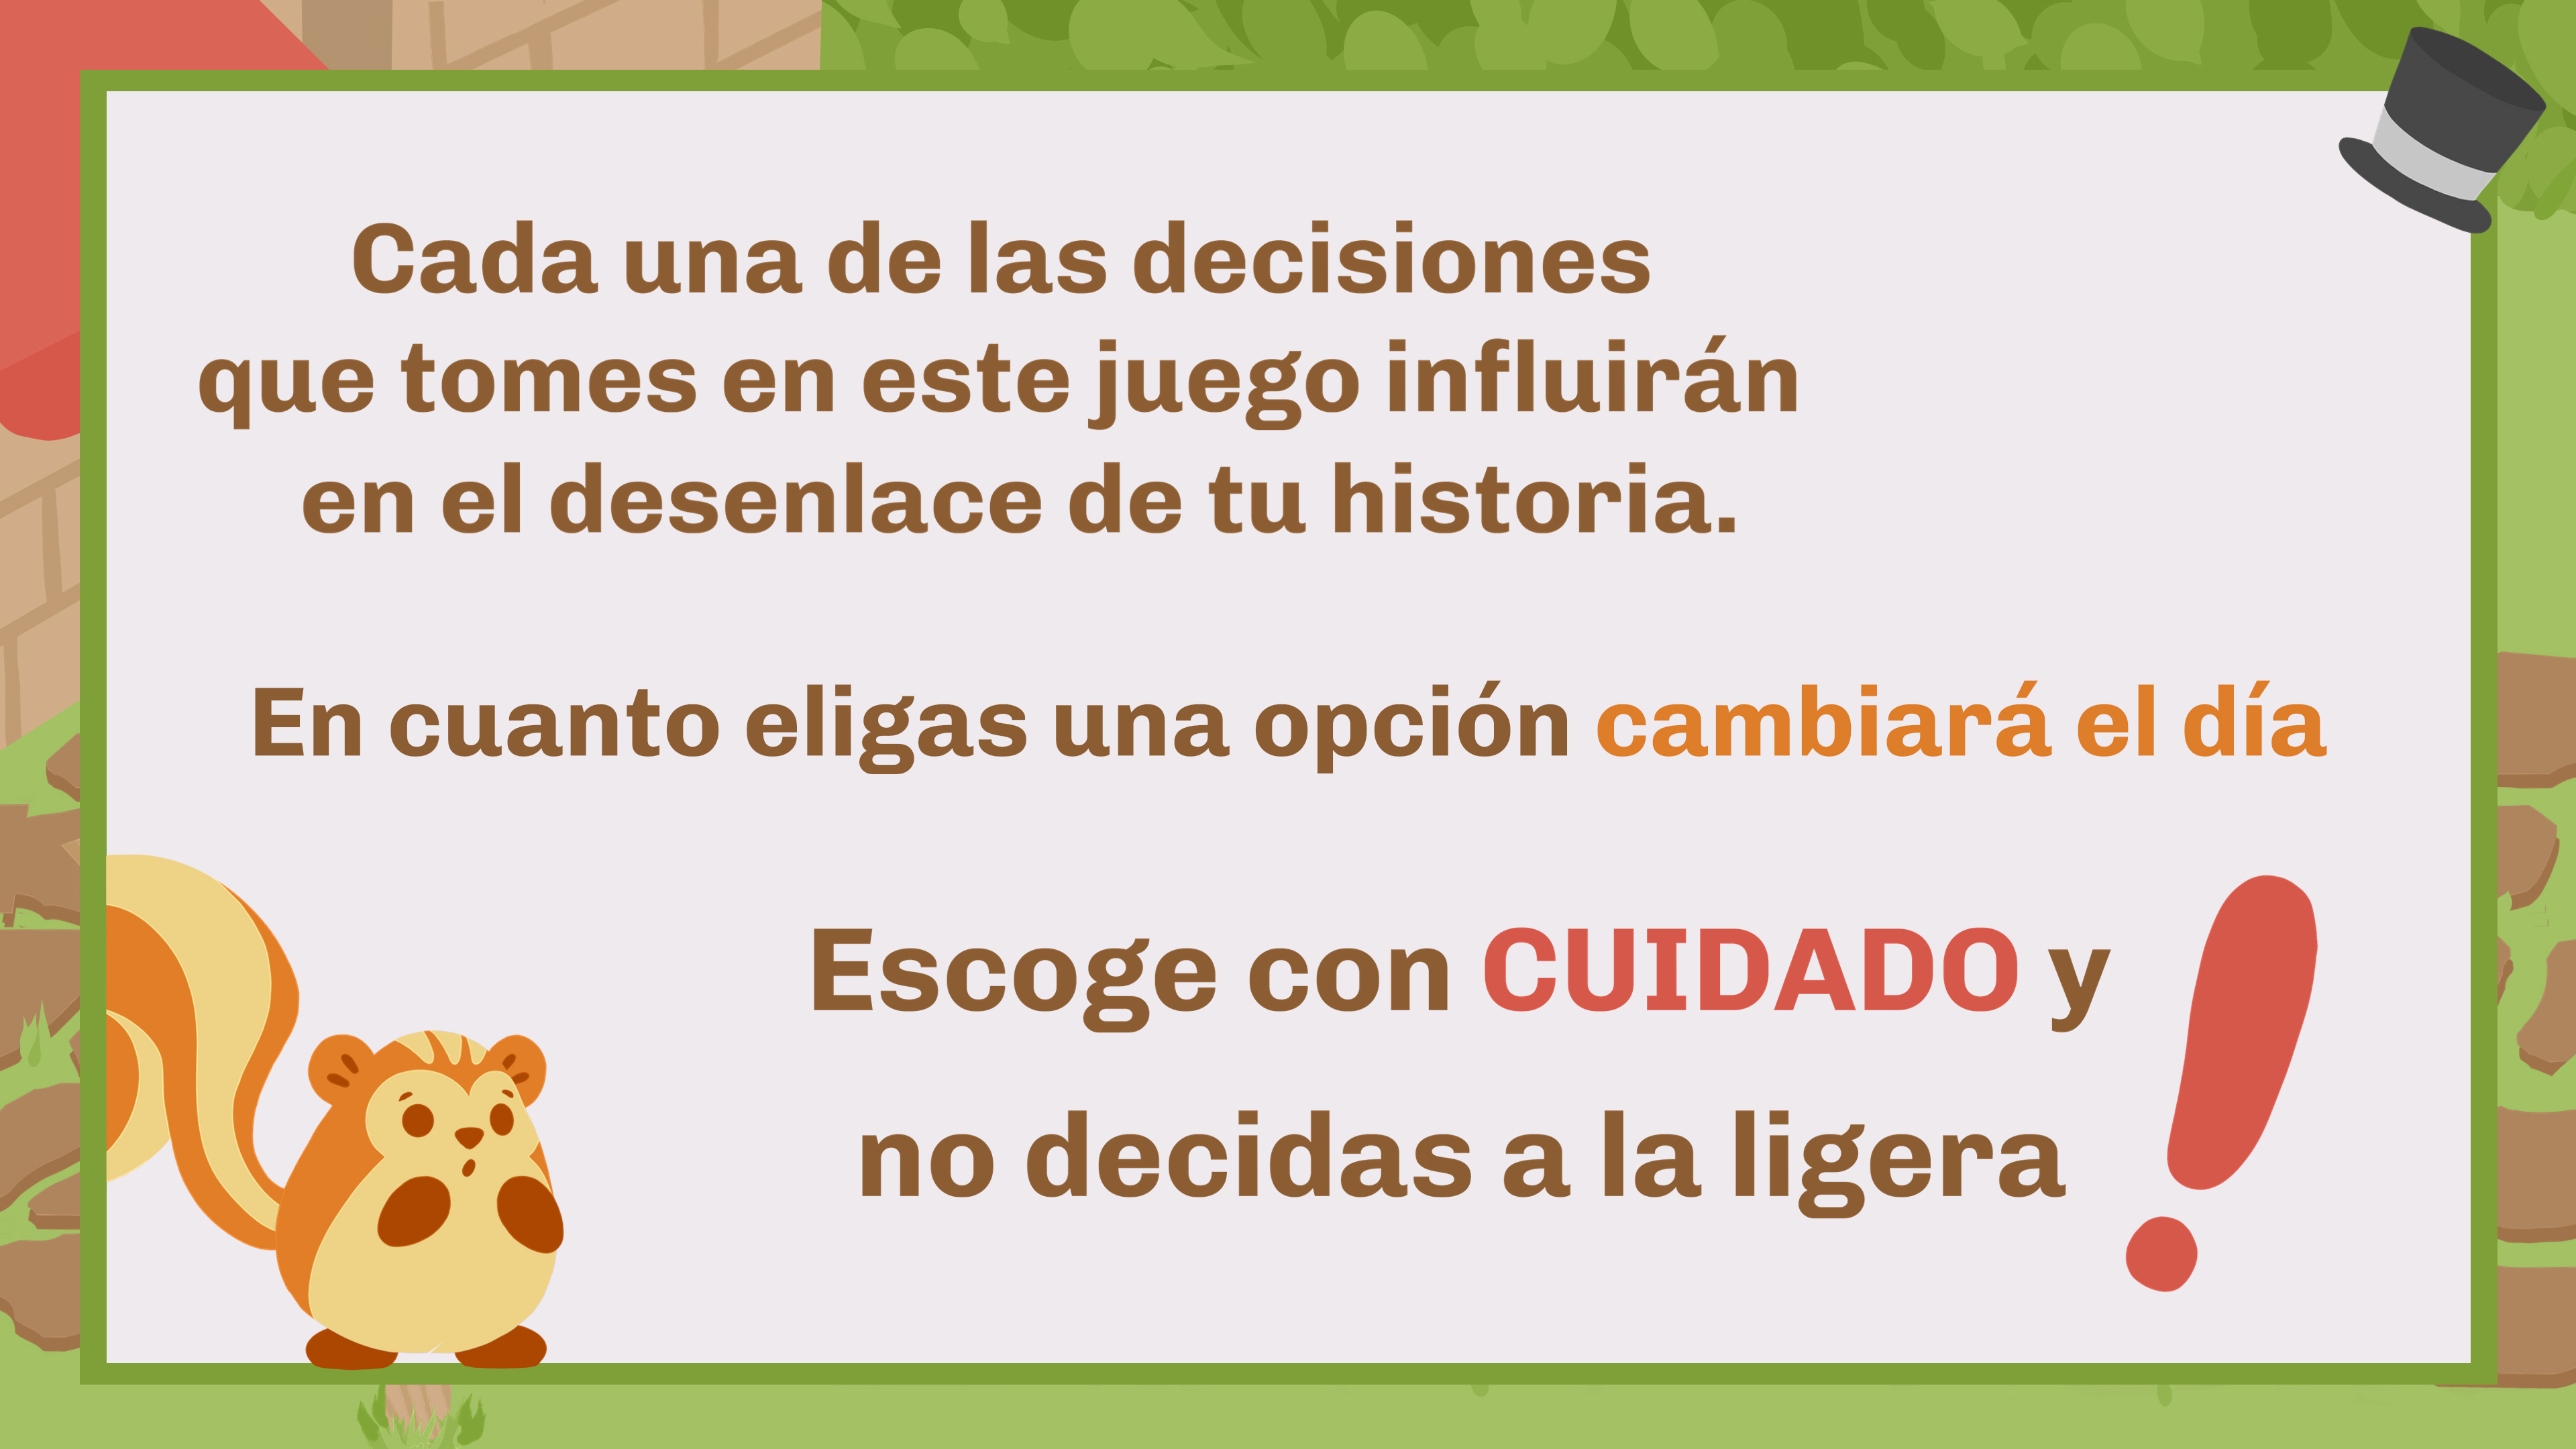 Cada una de las decisiones
que tomes en este juego influirán
en el desenlace de tu historia.
En cuanto eligas una opción cambiará el día
Escoge con CUIDADO y
no decidas a la ligera
!